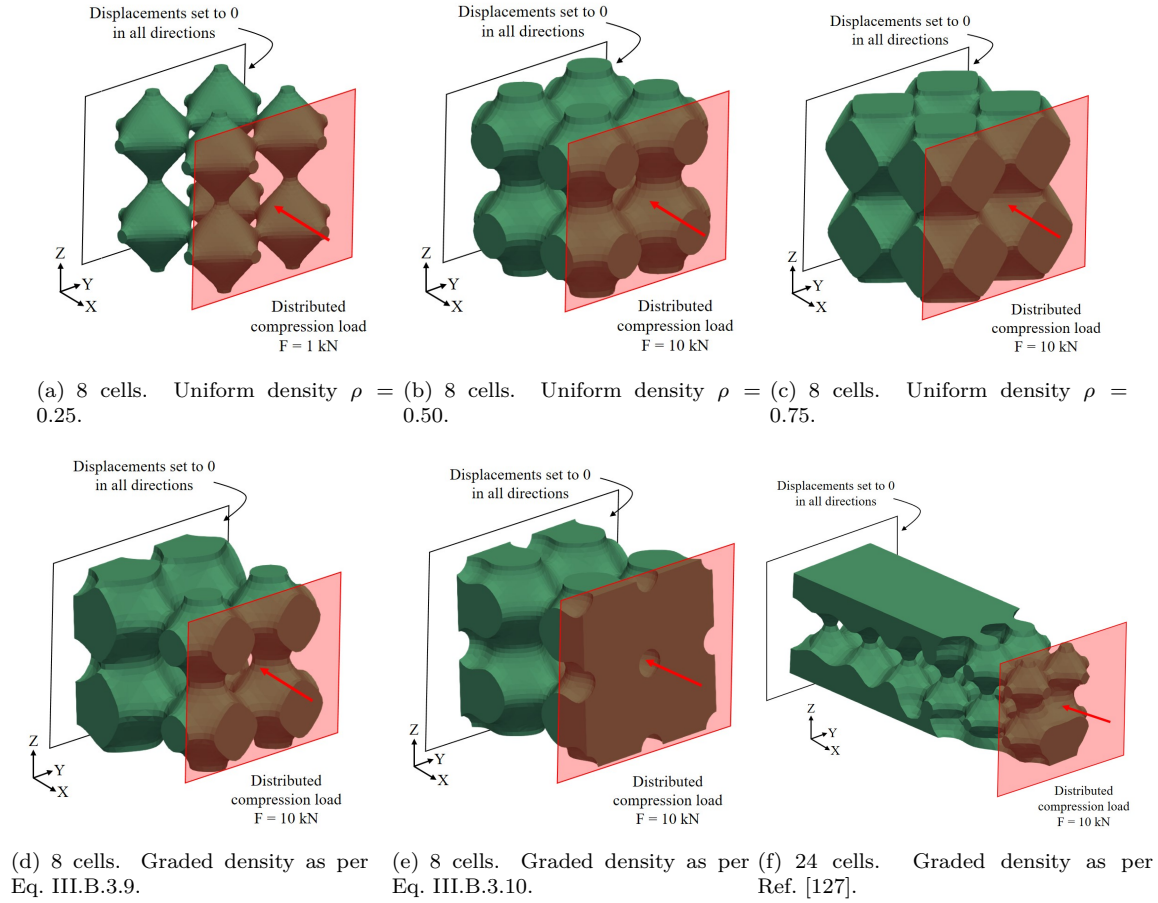 Displacements set to 0
in all directions
Displacements set to 0
in all directions
Displacements set to 0
in all directions
Z
Y
X
Distributed
compression load
F = 1 kN
Z
Y
X
Distributed
compression load
F = 10 kN
Z
Y
X
Distributed
compression load
F = 10 kN
(a) 8 cells. Uniform density ρ =
0.25.
(b) 8 cells. Uniform density ρ =
0.50.
(c) 8 cells. Uniform density ρ =
0.75.
Displacements set to 0
in all directions
Displacements set to 0
in all directions
Displacements set to 0
in all directions
Z
Y
X
Distributed
compression load
F = 10 kN
Z
Y
X
Distributed
compression load
F = 10 kN
Z
Y
X
Distributed
compression load
F = 10 kN
(d) 8 cells. Graded density as per
Eq. III.B.3.9.
(e) 8 cells. Graded density as per
Eq. III.B.3.10.
(f) 24 cells. Graded density as per
Ref. [127].